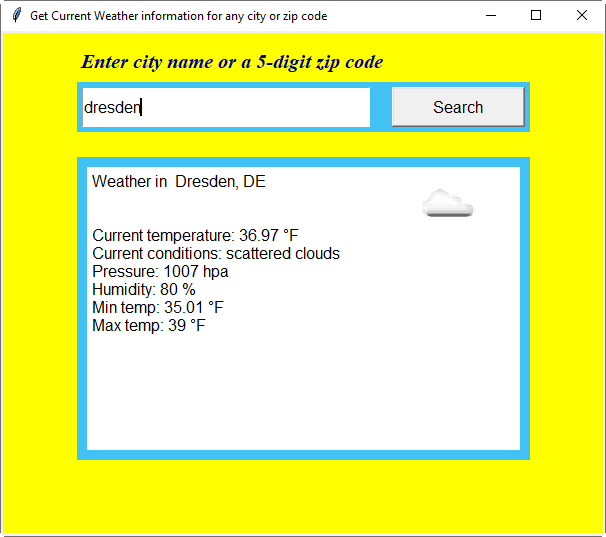 Get Current Weather information for any city or zip code
Enter city name or a 5-digit zip code
dresden
Search
Weather in  Dresden, DE
Current temperature: 36.97 °F
Current conditions: scattered clouds
Pressure: 1007 hpa
Humidity: 80 %
Min temp: 35.01 °F
Max temp: 39 °F